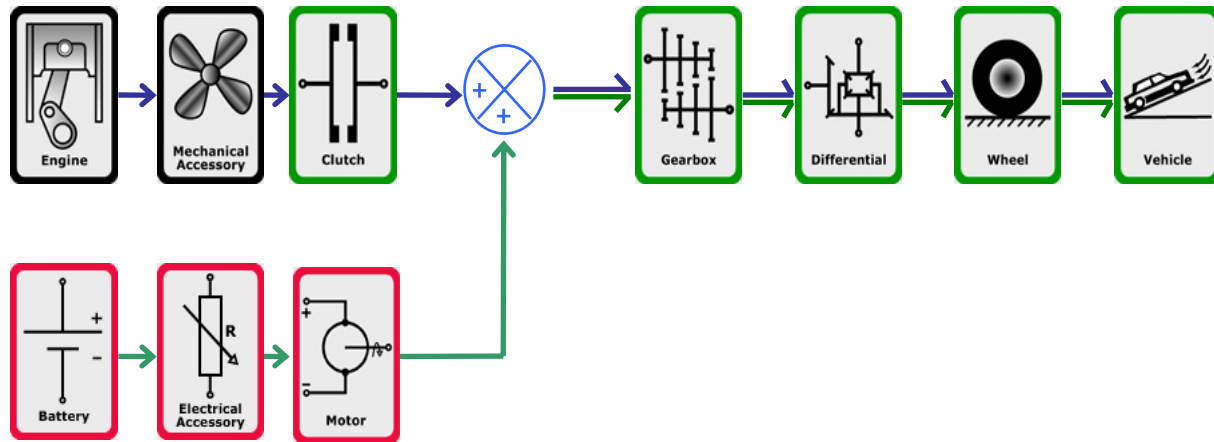 Engine
Mechanical
Accessory
Clutch
+
+
Gearbox
Differential
Wheel
Vehicle
+
−
Battery
R
Electrical
Accessory
+
−
Motor